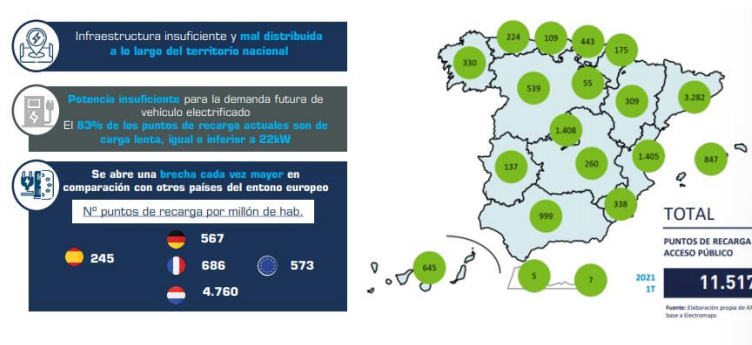 Infraestructura insuficiente y mal distribuida
a lo largo del territorio nacional
Potencia insuficiente para la demanda futura de
vehículo electrificado
El 83% de los puntos de recarga actuales son de
carga lenta, igual o inferior a 22kW
Se abre una brecha cada vez mayor en
comparación con otros países del entono europeo
Nº puntos de recarga por millón de hab.
567
245
686
573
4.760
224
109
443
175
330
539
55
309
3.282
1.408
137
260
1.405
847
338
999
645
5
7
TOTAL
PUNTOS DE RECARGA
ACCESO PÚBLICO
2021
1T
11.517
Fuente: Elaboración propia de
base a Electromaps